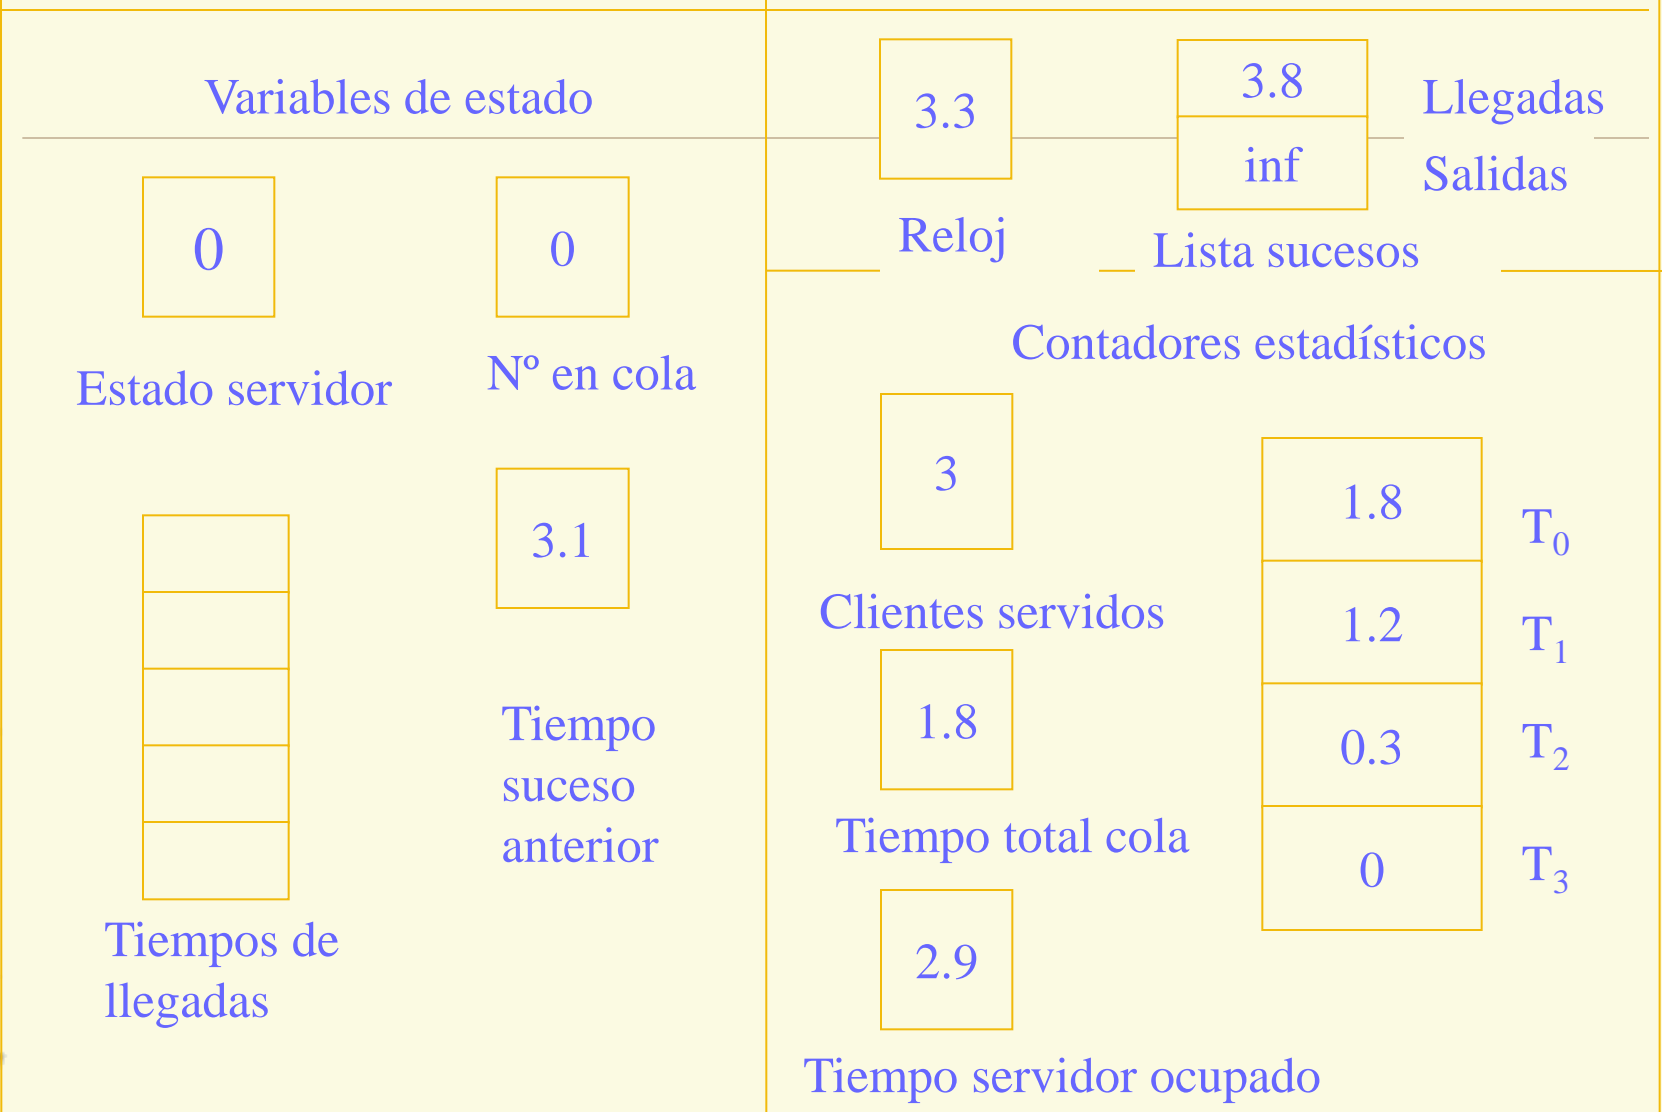 Variables de estado
0
0
Estado servidor
Nº en cola
3.1
Tiempo
suceso
anterior
Tiempos de
llegadas
3.3
Reloj
3.8
Llegadas
inf
Salidas
Lista sucesos
Contadores estadísticos
3
Clientes servidos
1.8
Tiempo total cola
2.9
Tiempo servidor ocupado
1.8 T0
1.2 T1
0.3 T2
0 T3